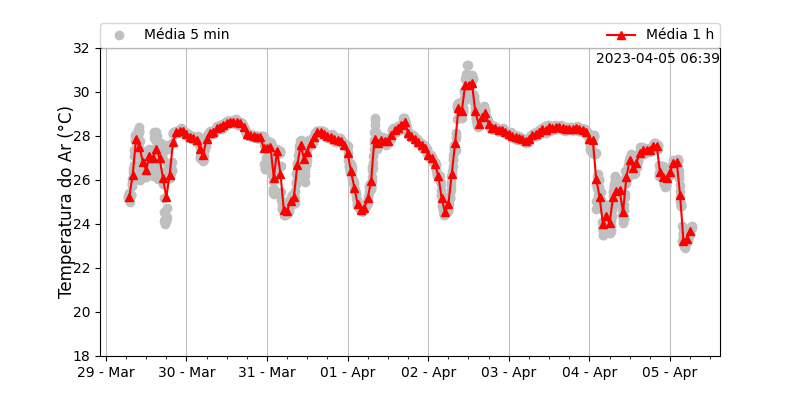 Média 5 min
Média 1 h
2023-04-05 06:39
Temperatura do Ar (°C)
32
30
28
26
24
22
20
18
29 - Mar
30 - Mar
31 - Mar
01 - Apr
02 - Apr
03 - Apr
04 - Apr
05 - Apr